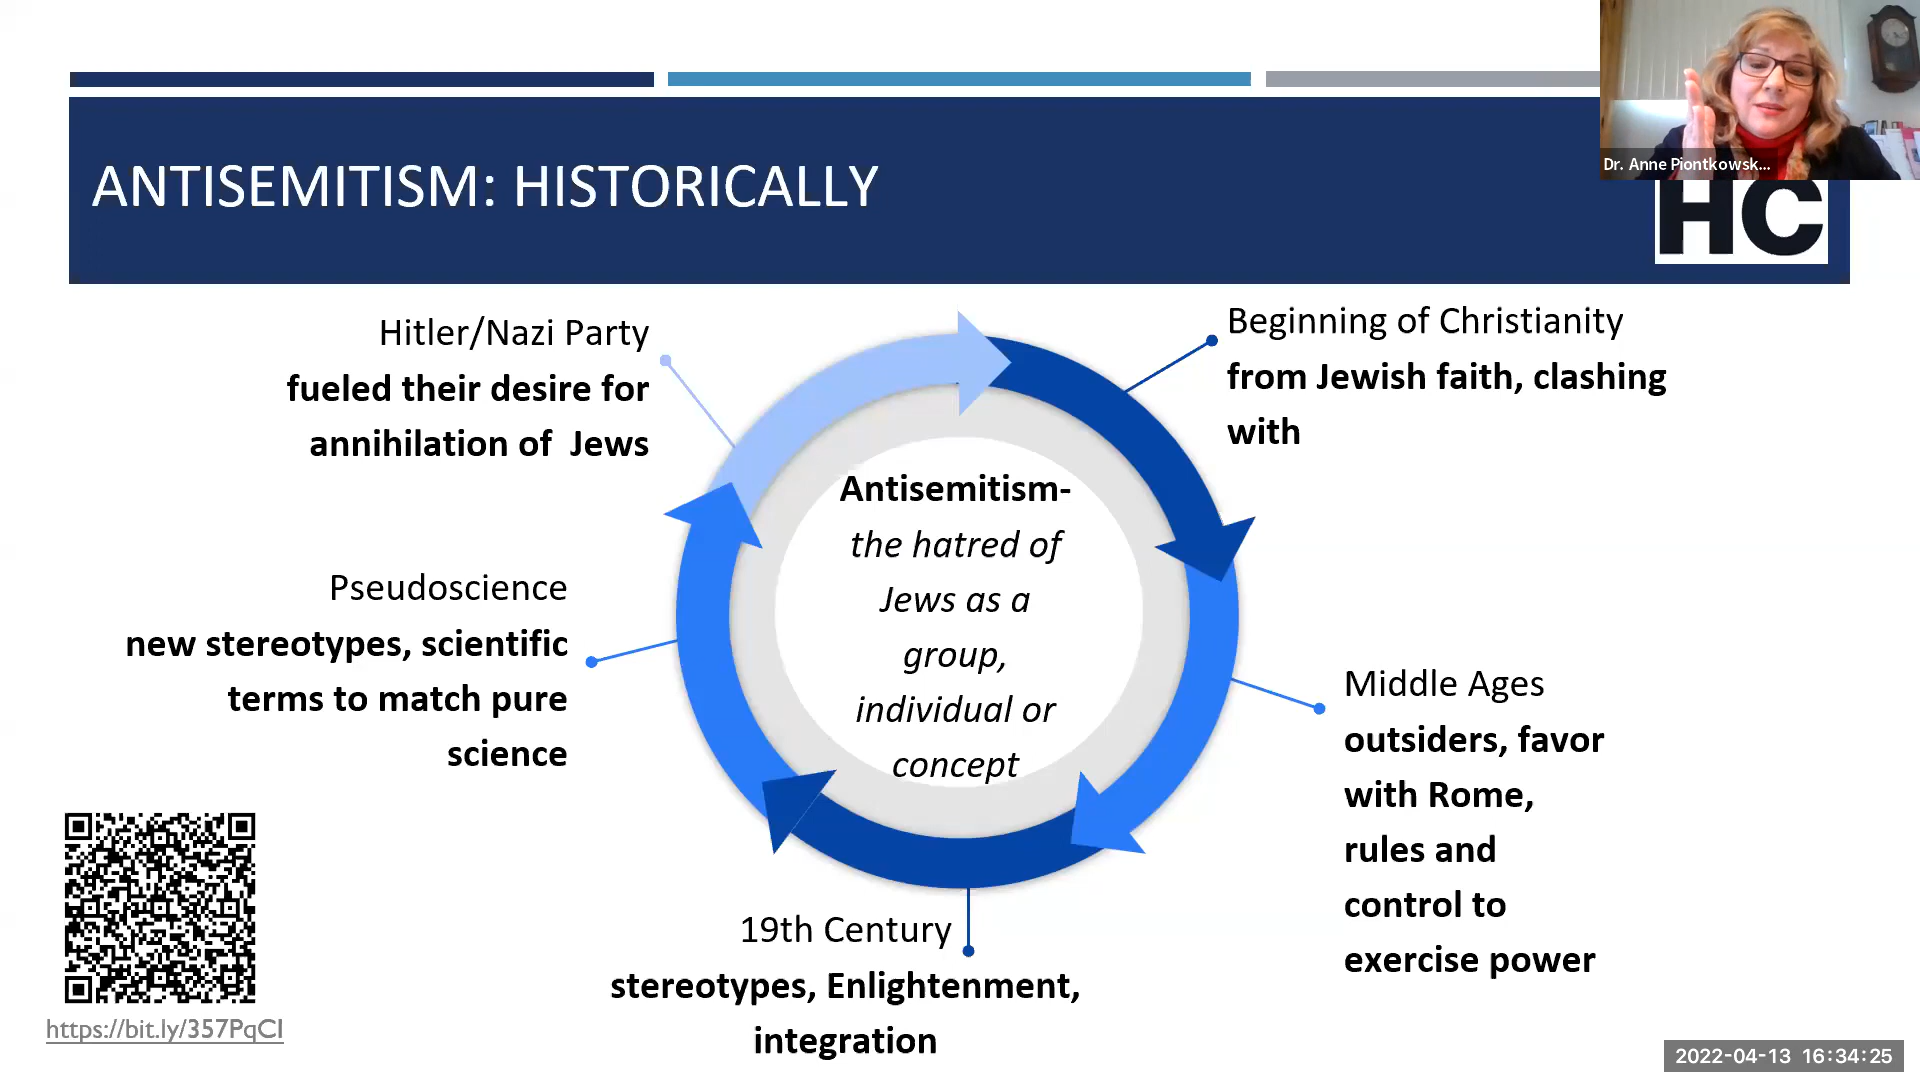 Dr. Anne Piontkowsk...
ANTISEMITISM: HISTORICALLY
HC
Hitler/Nazi Party
fueled their desire for
annihilation of  Jews
Beginning of Christianity
from Jewish faith, clashing
with
Antisemitism-
the hatred of
Jews as a
group,
individual or
concept
Pseudoscience
new stereotypes, scientific
terms to match pure
science
Middle Ages
outsiders, favor
with Rome,
rules and
control to
exercise power
19th Century
stereotypes, Enlightenment,
integration
https://bit.ly/357PqCI
2022-04-13 16:34:25